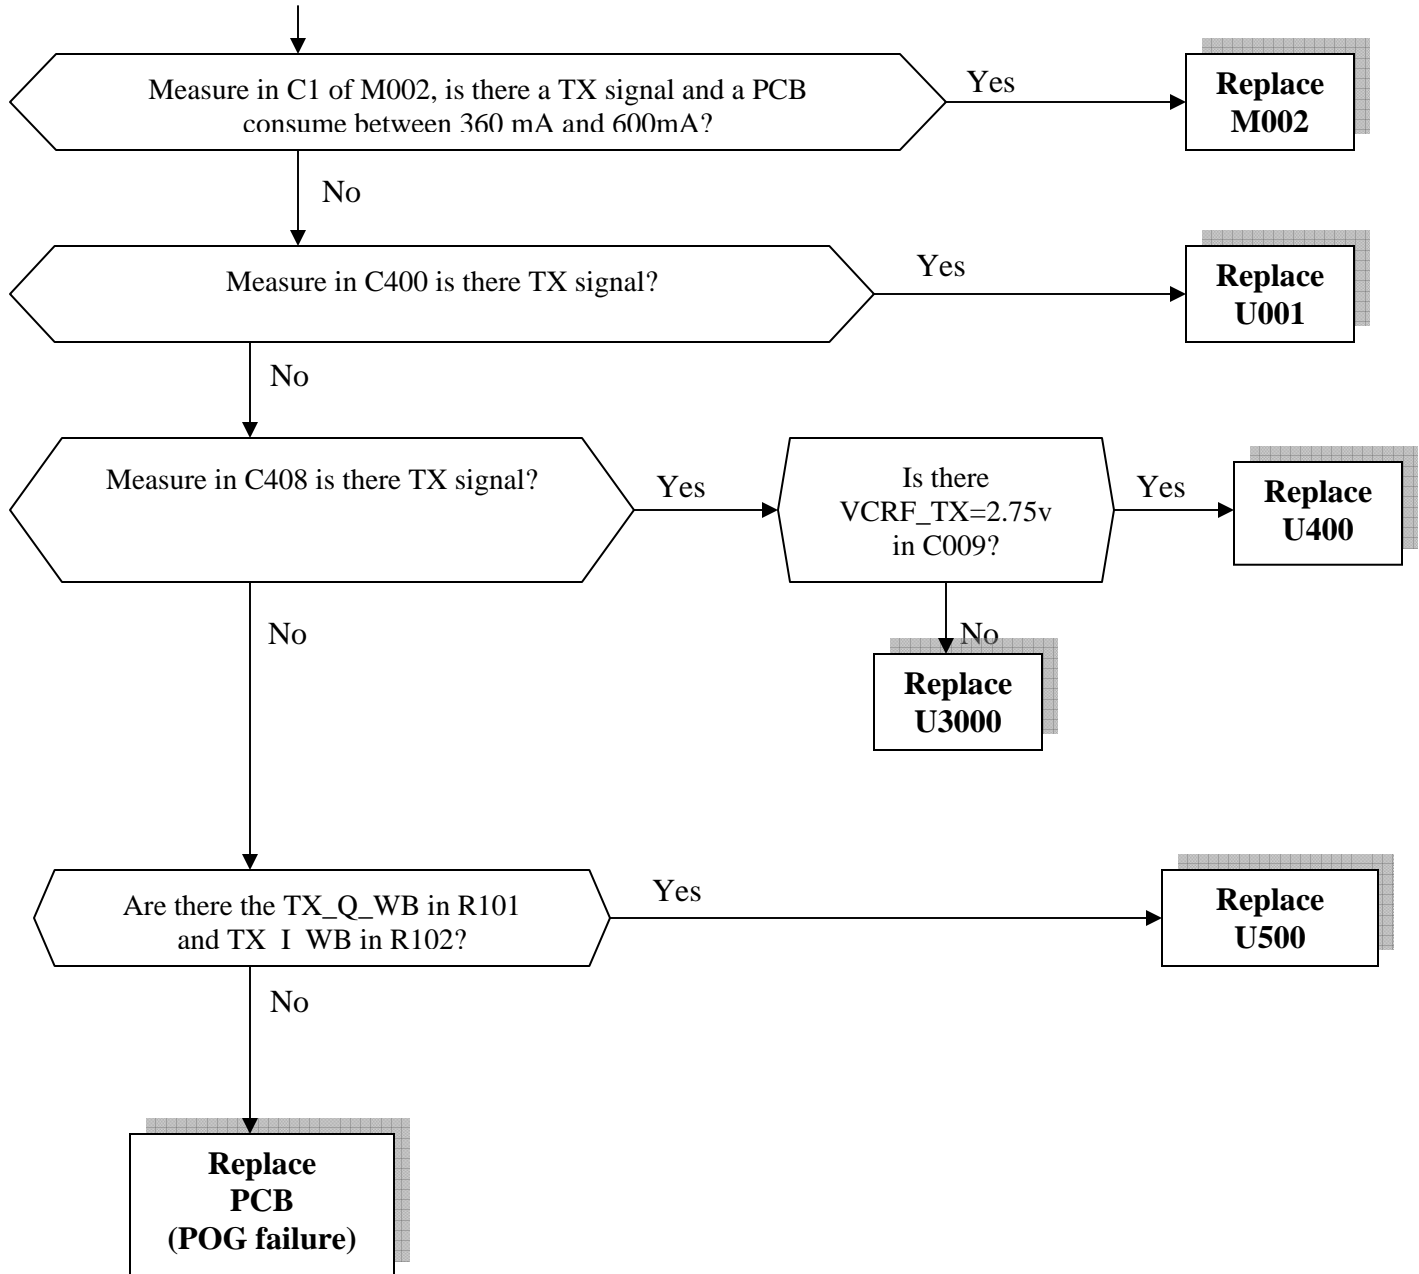 Measure in C1 of M002, is there a TX signal and a PCB
consume between 360 mA and 600mA?
Yes
Replace
M002
No
Measure in C400 is there TX signal?
Yes
Replace
U001
No
Measure in C408 is there TX signal?
Yes
Is there
VCRF_TX=2.75v
in C009?
Yes
Replace
U400
No
No
Replace
U3000
Are there the TX_Q_WB in R101
and TX_I_WB in R102?
Yes
Replace
U500
No
Replace
PCB
(POG failure)